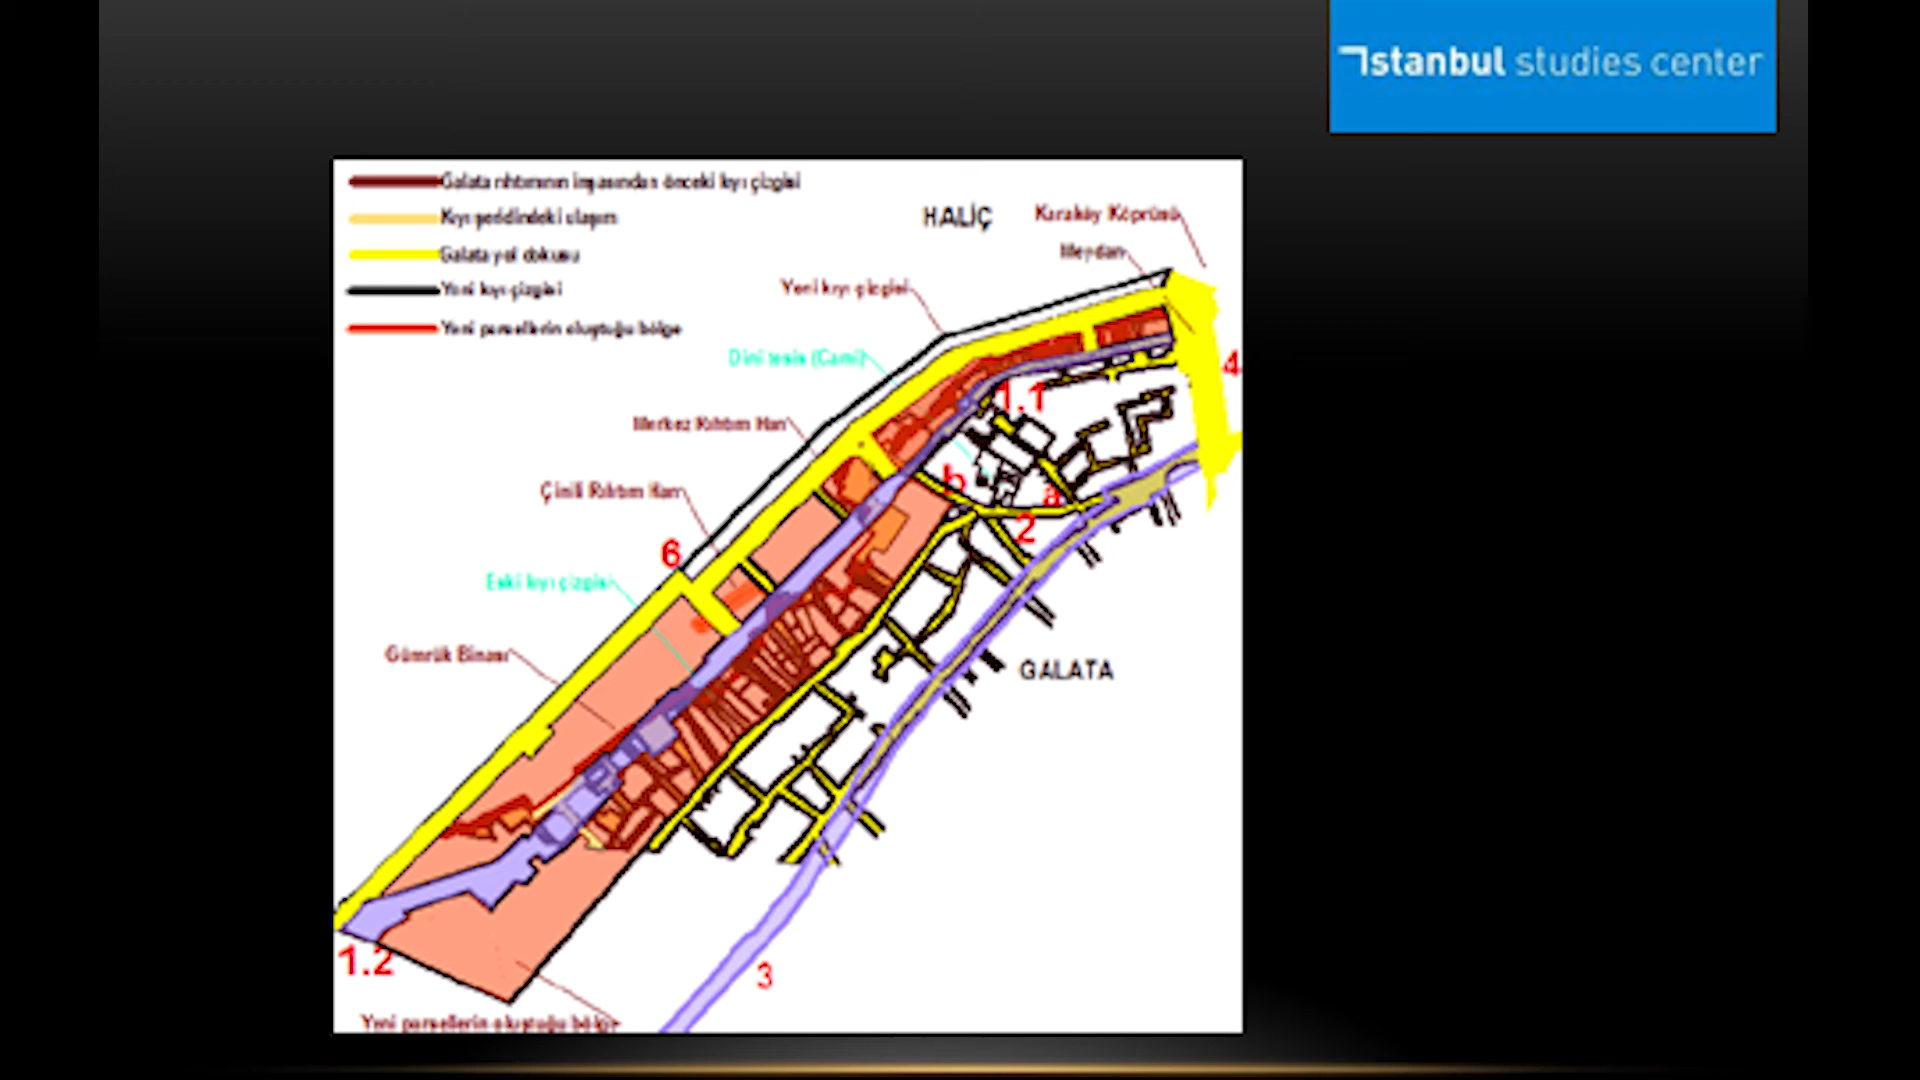 Istanbul studies center
Galata rıhtımının inşasından önceki kıyı çizgisi
Kıyı şeridindeki ulaşım
Galata yol dokusu
Yeni kıyı çizgisi
Yeni parsellerin oluştuğu bölge
HALİÇ
Karaköy Köprüsü
Meydan
Yeni kıyı çizgisi
Dini tesis (Cami)
4
1.1
Merkez Rıhtım Han
b
a
Çinili Rıhtım Han
2
6
Eski kıyı çizgisi
Gümrük Binası
GALATA
1.2
3
Yeni parsellerin oluştuğu bölge